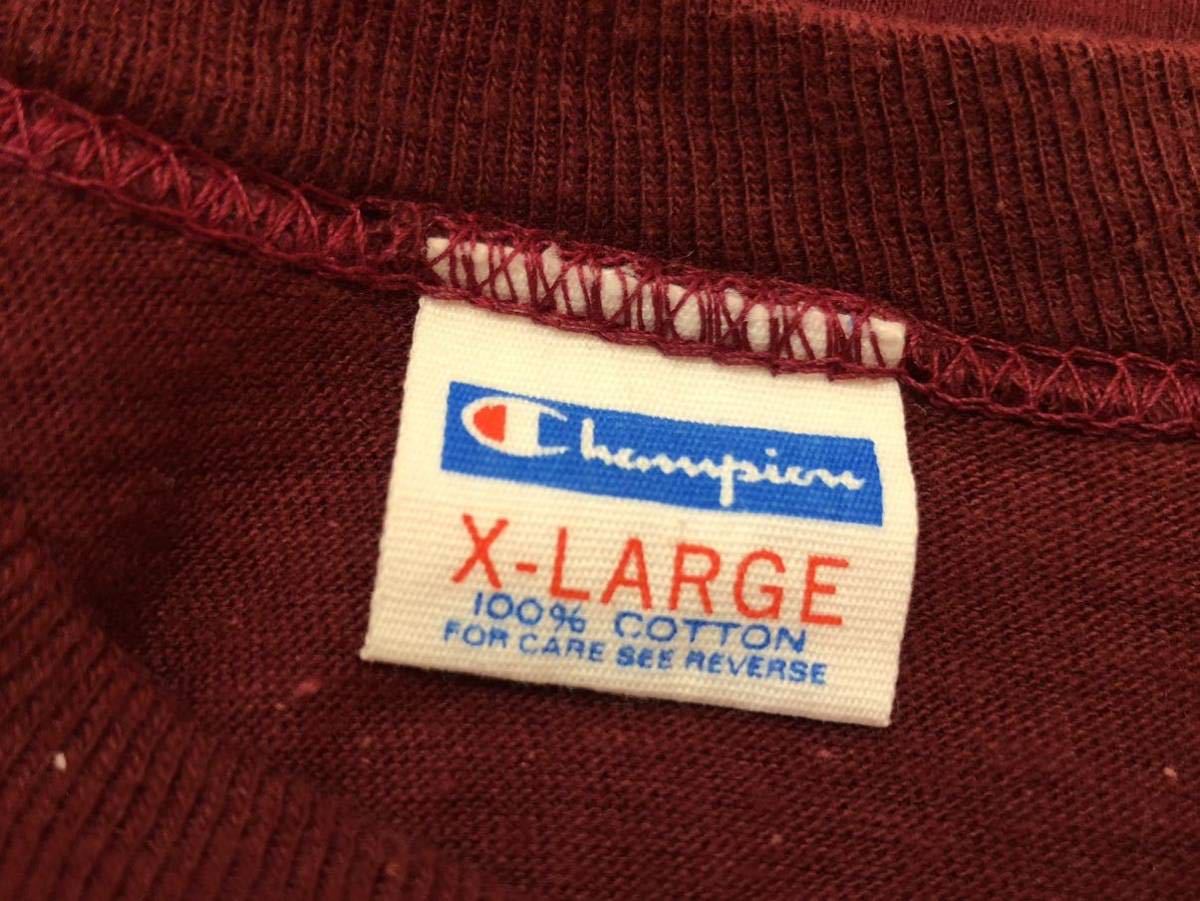 Champion
X-LARGE
100% COTTON
FOR CARE SEE REVERSE